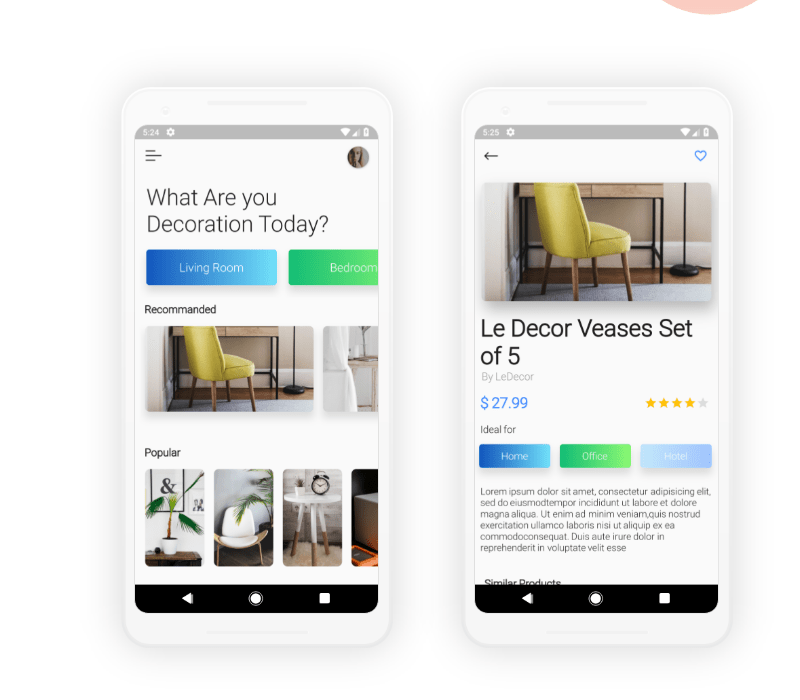 5:24
What Are you
Decoration Today?
Living Room
Bedroom
Recommanded
Popular
&
5:25
Le Decor Veases Set
of 5
By LeDecor
$ 27.99
Ideal for
Home
Office
Hotel
Lorem ipsum dolor sit amet, consectetur adipisicing elit,
sed do eiusmodtempor incididunt ut labore et dolore
magna aliqua. Ut enim ad minim veniam,quis nostrud
exercitation ullamco laboris nisi ut aliquip ex ea
commodoconsequat. Duis aute irure dolor in
reprehenderit in voluptate velit esse
Similar Products